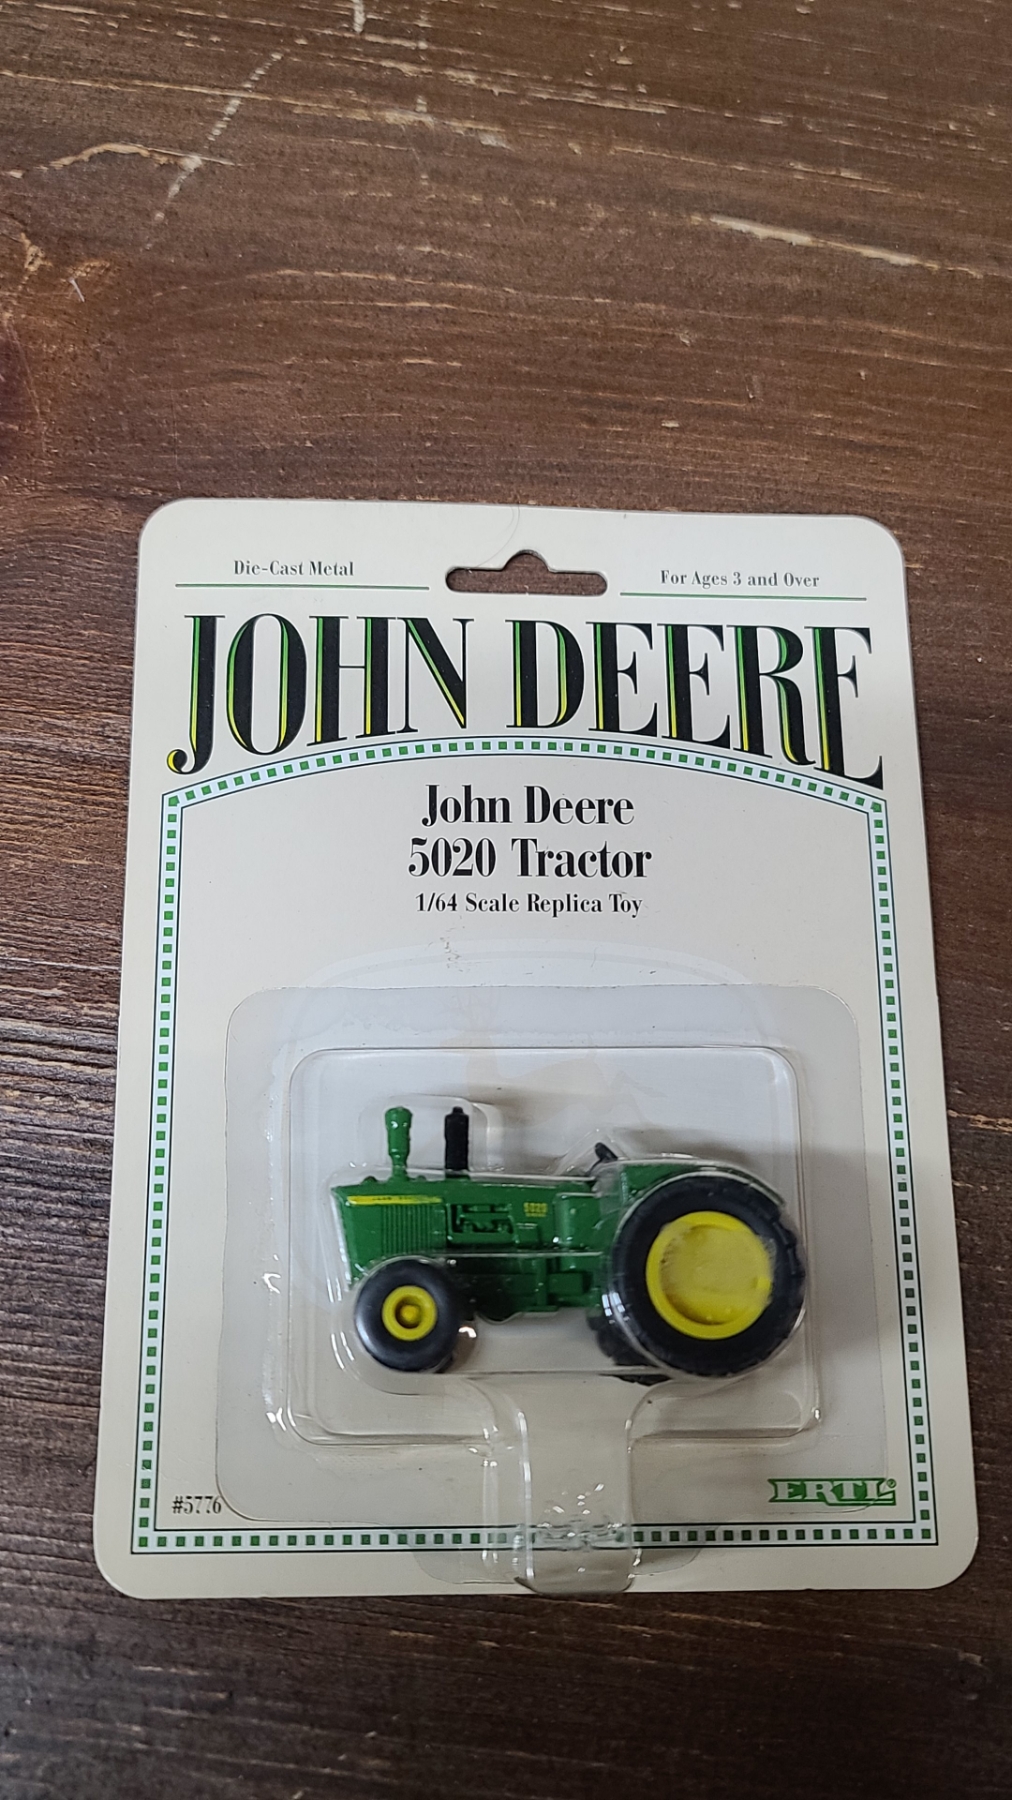 Die-Cast Metal
For Ages 3 and Over
JOHN DEERE
John Deere
5020 Tractor
1/64 Scale Replica Toy
5020
#5776
ERTL®